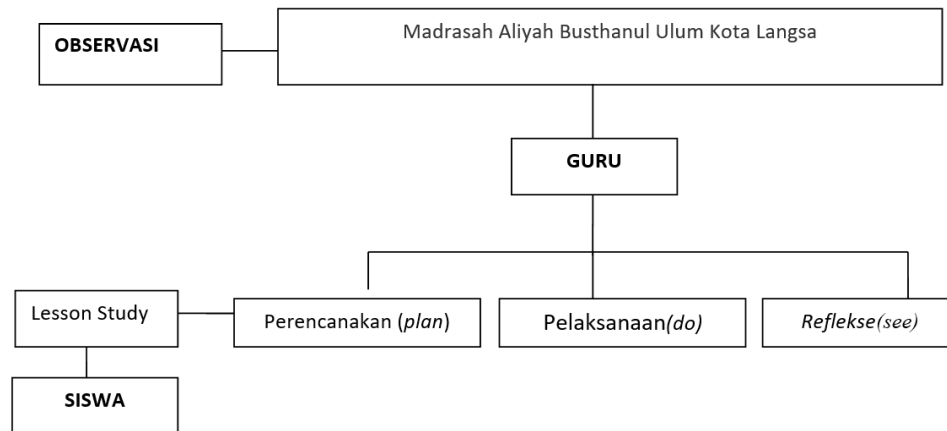 Madrasah Aliyah Busthanul Ulum Kota Langsa
OBSERVASI
GURU
Lesson Study
Perencanakan (plan)
Pelaksanaan(do)
Reflekse(see)
SISWA